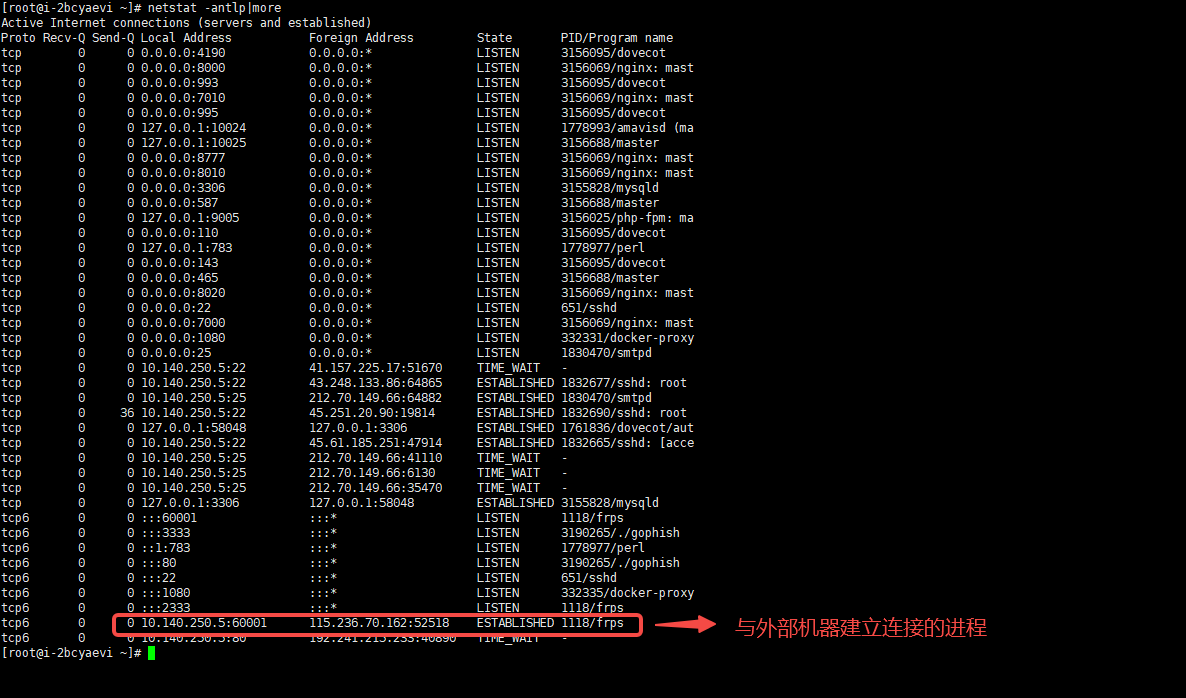 [root@i-2bcyaevi ~]# netstat -antlp|more
Active Internet connections (servers and established)
Proto Recv-Q Send-Q Local Address           Foreign Address         State       PID/Program name
tcp        0      0 0.0.0.0:4190            0.0.0.0:*               LISTEN      3156095/dovecot
tcp        0      0 0.0.0.0:8000            0.0.0.0:*               LISTEN      3156069/nginx: mast
tcp        0      0 0.0.0.0:993             0.0.0.0:*               LISTEN      3156095/dovecot
tcp        0      0 0.0.0.0:7010            0.0.0.0:*               LISTEN      3156069/nginx: mast
tcp        0      0 0.0.0.0:995             0.0.0.0:*               LISTEN      3156095/dovecot
tcp        0      0 127.0.0.1:10024         0.0.0.0:*               LISTEN      1778993/amavisd (ma
tcp        0      0 127.0.0.1:10025         0.0.0.0:*               LISTEN      3156688/master
tcp        0      0 0.0.0.0:8777            0.0.0.0:*               LISTEN      3156069/nginx: mast
tcp        0      0 0.0.0.0:8010            0.0.0.0:*               LISTEN      3156069/nginx: mast
tcp        0      0 0.0.0.0:3306            0.0.0.0:*               LISTEN      3155828/mysqld
tcp        0      0 0.0.0.0:587             0.0.0.0:*               LISTEN      3156688/master
tcp        0      0 127.0.0.1:9005          0.0.0.0:*               LISTEN      3156025/php-fpm: ma
tcp        0      0 0.0.0.0:110             0.0.0.0:*               LISTEN      3156095/dovecot
tcp        0      0 127.0.0.1:783           0.0.0.0:*               LISTEN      1778977/perl
tcp        0      0 0.0.0.0:143             0.0.0.0:*               LISTEN      3156095/dovecot
tcp        0      0 0.0.0.0:465             0.0.0.0:*               LISTEN      3156688/master
tcp        0      0 0.0.0.0:8020            0.0.0.0:*               LISTEN      3156069/nginx: mast
tcp        0      0 0.0.0.0:22              0.0.0.0:*               LISTEN      651/sshd
tcp        0      0 0.0.0.0:7000            0.0.0.0:*               LISTEN      3156069/nginx: mast
tcp        0      0 0.0.0.0:1080            0.0.0.0:*               LISTEN      332331/docker-proxy
tcp        0      0 0.0.0.0:25              0.0.0.0:*               LISTEN      1830470/smtpd
tcp        0      0 10.140.250.5:22         41.157.225.17:51670     TIME_WAIT   -
tcp        0      0 10.140.250.5:22         43.248.133.86:64865     ESTABLISHED 1832677/sshd: root
tcp        0      0 10.140.250.5:25         212.70.149.66:64882     ESTABLISHED 1830470/smtpd
tcp        0     36 10.140.250.5:22         45.251.20.90:19814      ESTABLISHED 1832690/sshd: root
tcp        0      0 127.0.0.1:58048         127.0.0.1:3306          ESTABLISHED 1761836/dovecot/aut
tcp        0      0 10.140.250.5:22         45.61.185.251:47914     ESTABLISHED 1832665/sshd: [acce
tcp        0      0 10.140.250.5:25         212.70.149.66:41110     TIME_WAIT   -
tcp        0      0 10.140.250.5:25         212.70.149.66:6130      TIME_WAIT   -
tcp        0      0 10.140.250.5:25         212.70.149.66:35470     TIME_WAIT   -
tcp        0      0 127.0.0.1:3306          127.0.0.1:58048         ESTABLISHED 3155828/mysqld
tcp6       0      0 :::60001                :::*                    LISTEN      1118/frps
tcp6       0      0 :::3333                 :::*                    LISTEN      3190265/./gophish
tcp6       0      0 ::1:783                 :::*                    LISTEN      1778977/perl
tcp6       0      0 :::80                   :::*                    LISTEN      3190265/./gophish
tcp6       0      0 :::22                   :::*                    LISTEN      651/sshd
tcp6       0      0 :::1080                 :::*                    LISTEN      332335/docker-proxy
tcp6       0      0 :::2333                 :::*                    LISTEN      1118/frps
tcp6       0      0 10.140.250.5:60001      115.236.70.162:52518    ESTABLISHED 1118/frps
与外部机器建立连接的进程
tcp6       0      0 10.140.250.5:80         192.241.215.233:40890   TIME_WAIT   -
[root@i-2bcyaevi ~]#